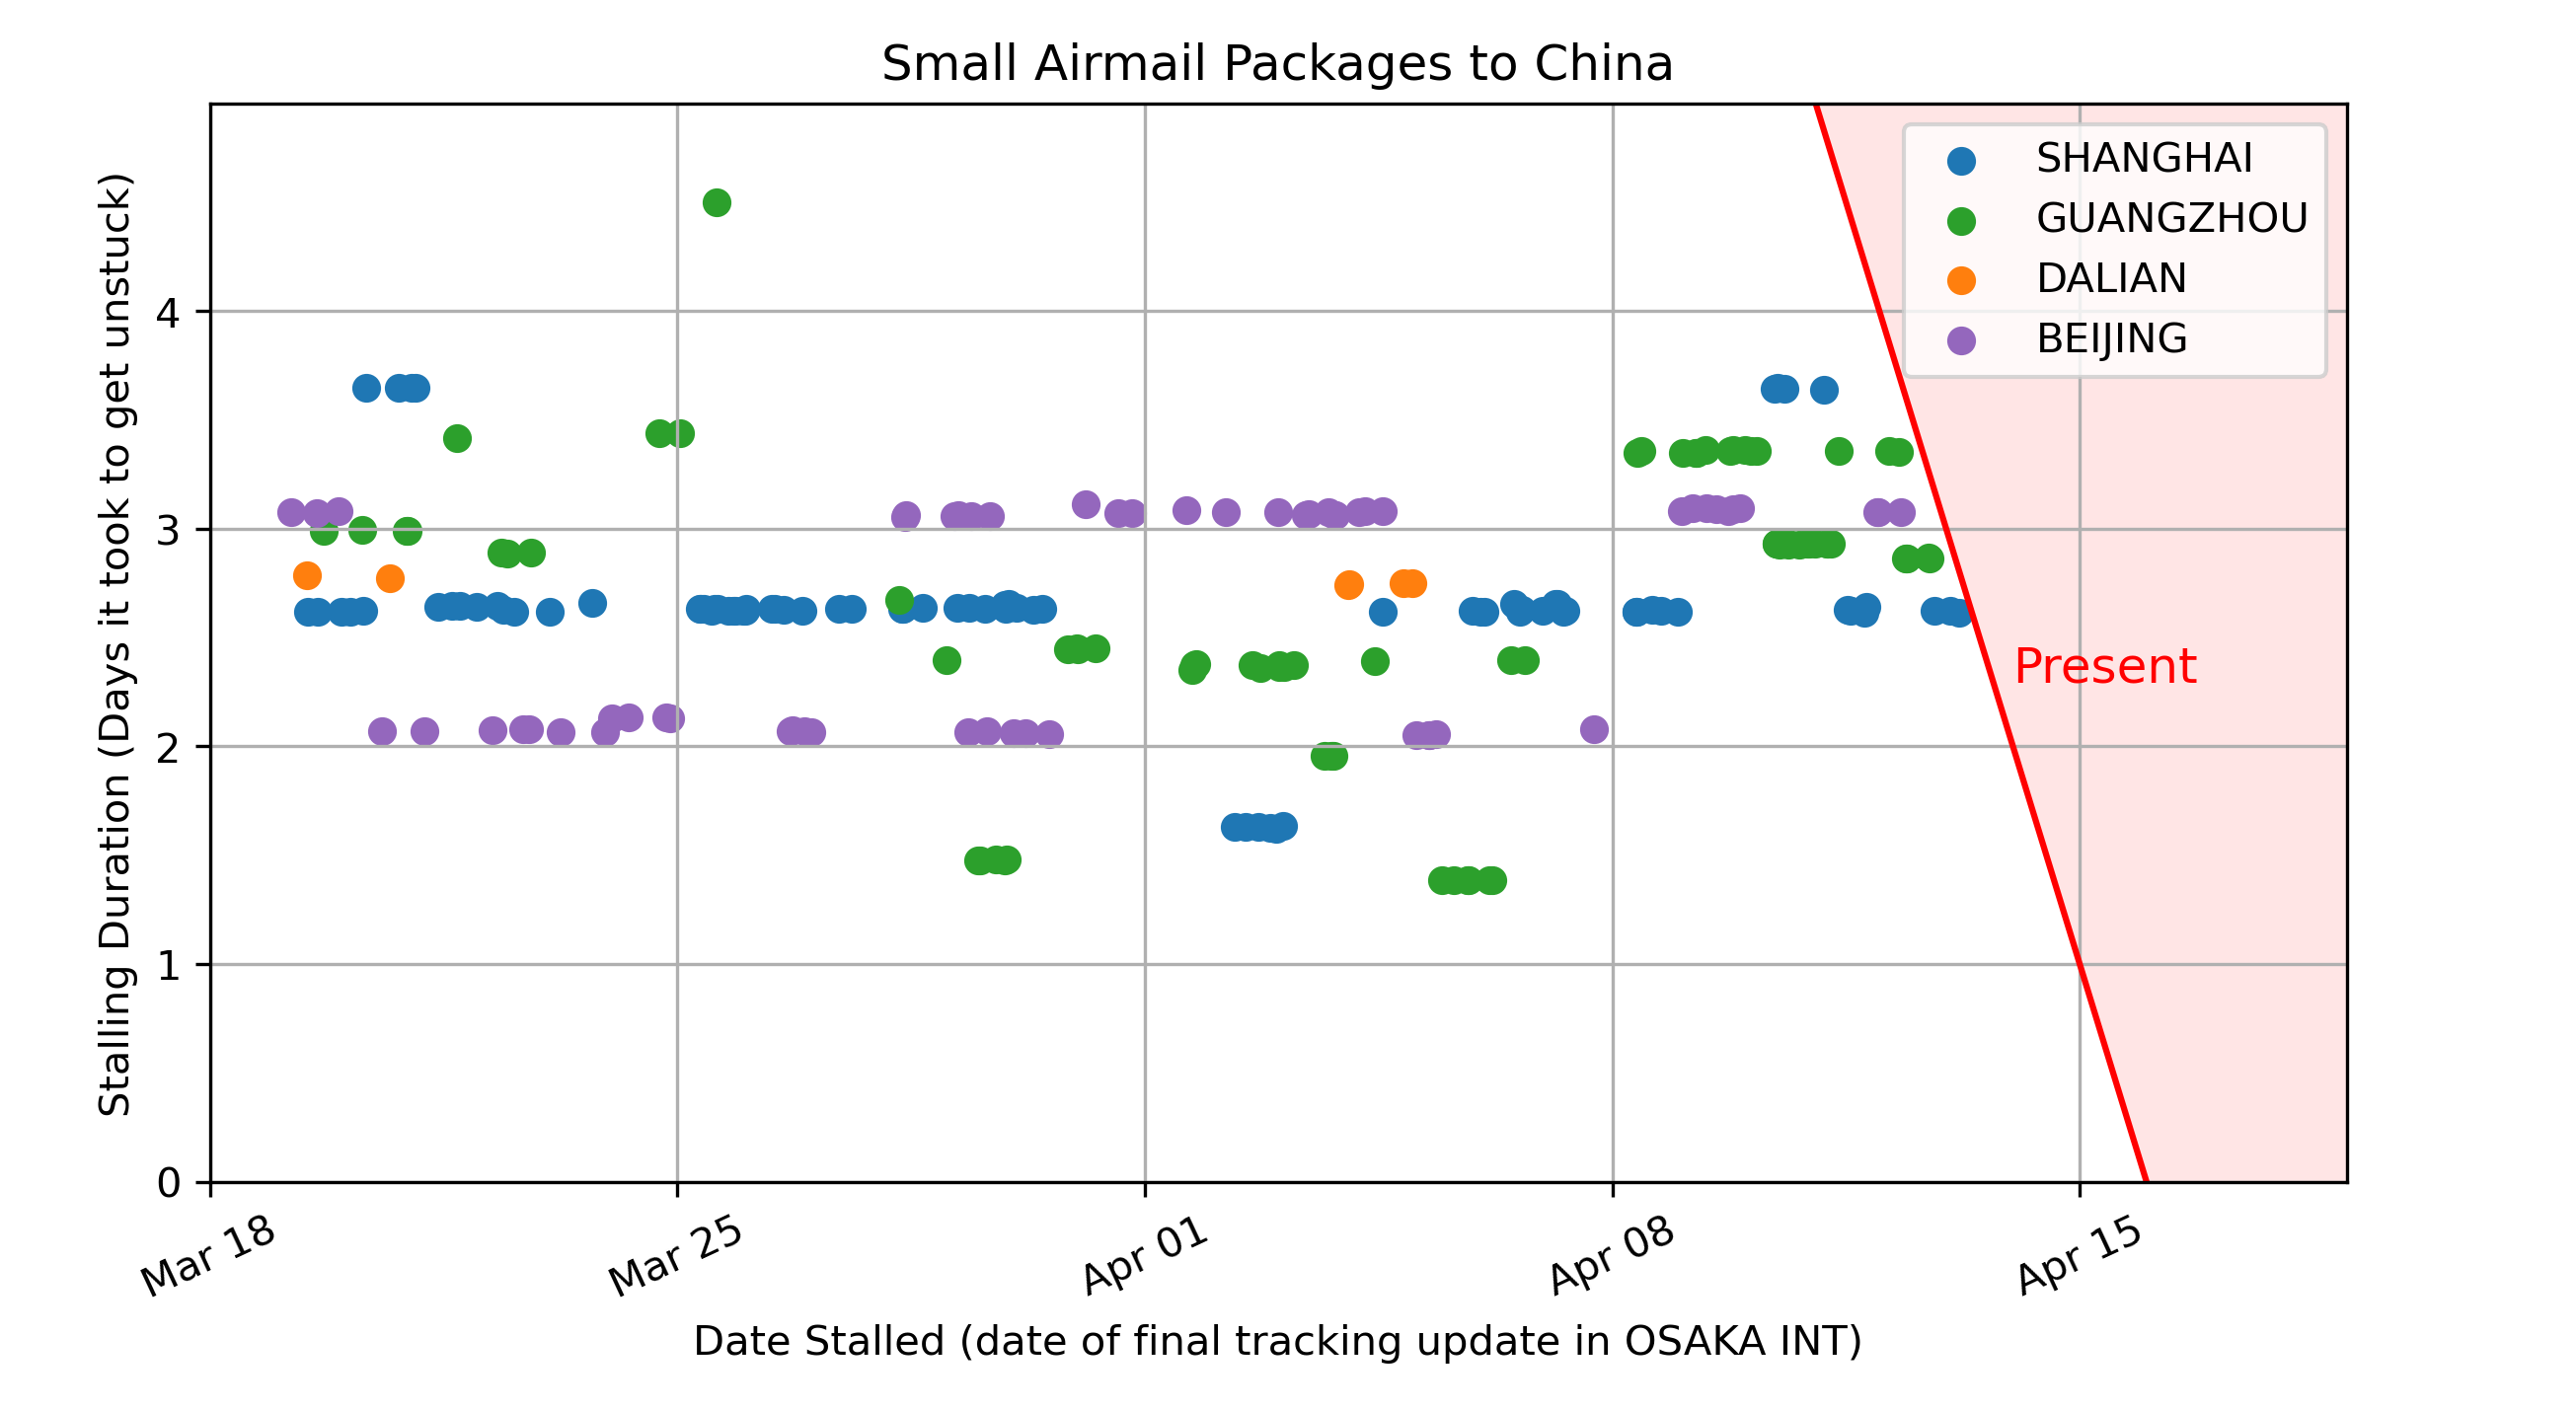 Small Airmail Packages to China
Stalling Duration (Days it took to get unstuck)
4
3
2
1
0
SHANGHAI
GUANGZHOU
DALIAN
BEIJING
Present
Mar 18
Mar 25
Apr 01
Apr 08
Apr 15
Date Stalled (date of final tracking update in OSAKA INT)